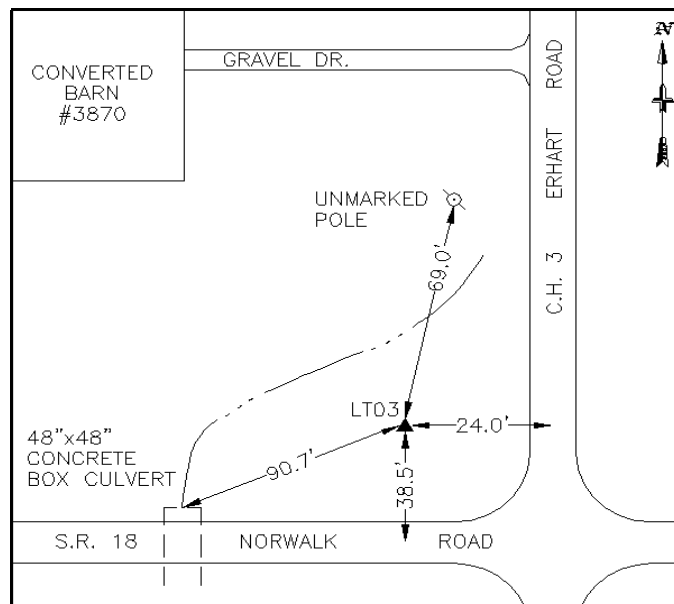 CONVERTED
BARN
#3870
GRAVEL DR.
C.H. 3 ERHART ROAD
N
UNMARKED
POLE
69.0'
LT03
24.0'
48"x48"
CONCRETE
BOX CULVERT
90.7'
38.5'
S.R. 18 NORWALK ROAD